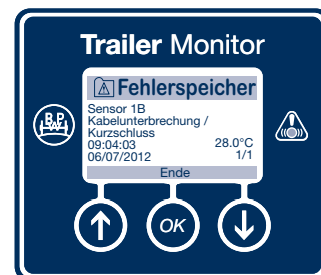 Trailer Monitor
Fehlerspeicher
Sensor 1B
Kabelunterbrechung /
Kurzschluss
09:04:03 28.0°C
06/07/2012 1/1
Ende
BPW
OK